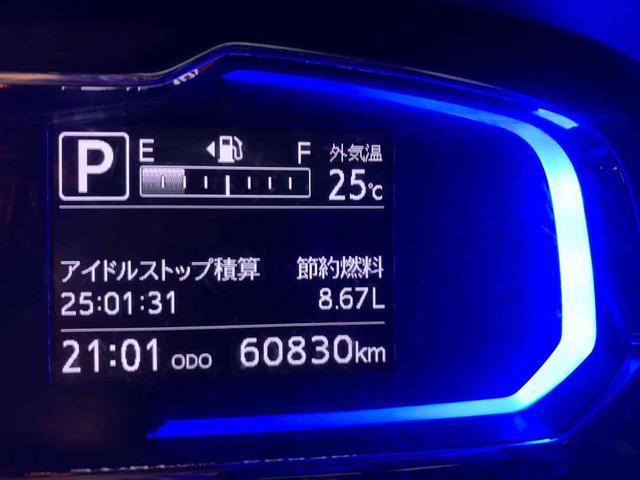 P E F 外気温
25℃
アイドルストップ積算 節約燃料
25:01:31 8.67L
21:01 ODO 60830km